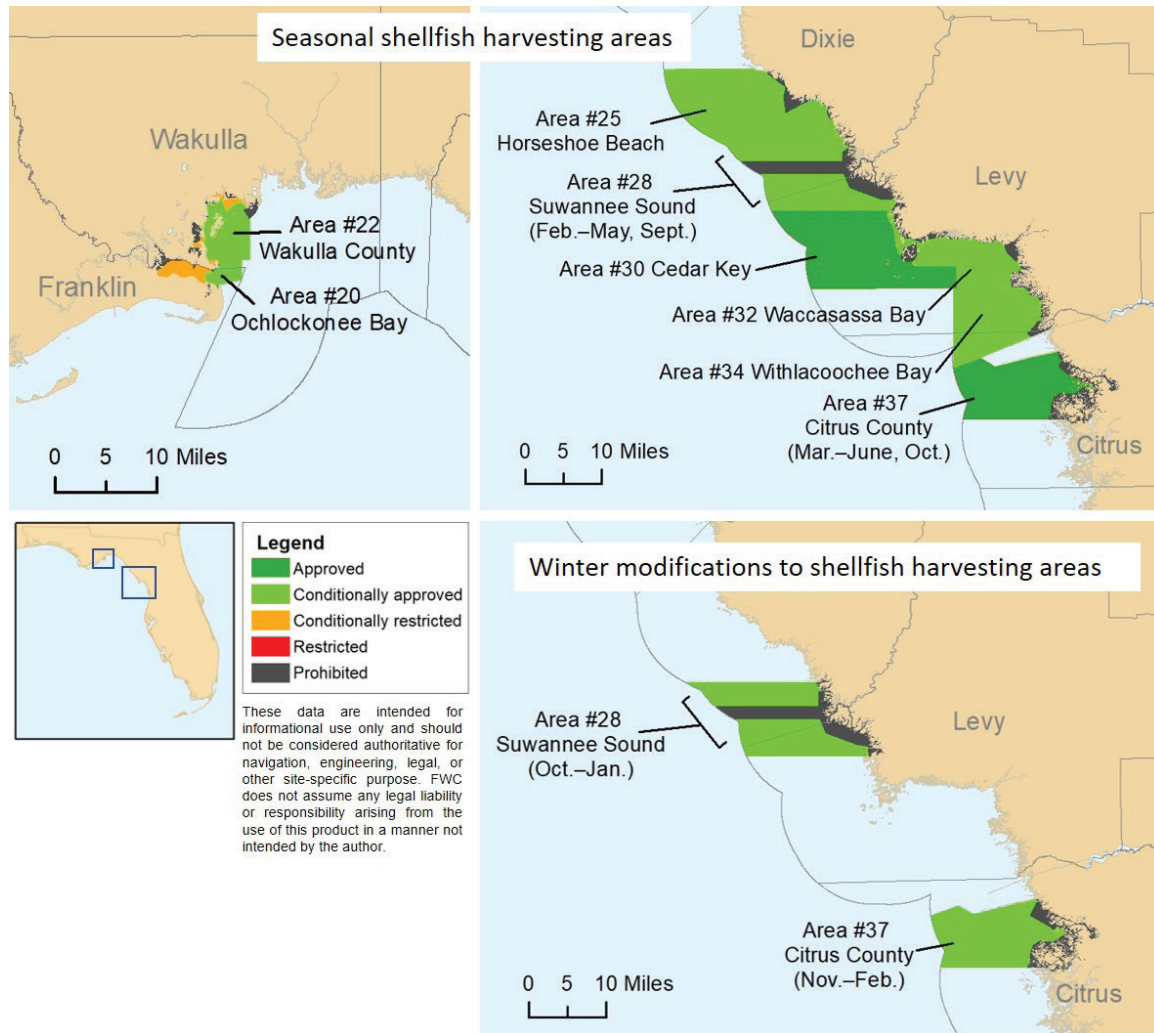 Seasonal shellfish harvesting areas
Wakulla
Area #22
Wakulla County
Franklin
Area #20
Ochlockonee Bay
0 5 10 Miles
Dixie
Area #25
Horseshoe Beach
Levy
Area #28
Suwannee Sound
(Feb.–May, Sept.)
Area #30 Cedar Key
Area #32 Waccasassa Bay
Area #34 Withlacoochee Bay
Area #37
Citrus County
(Mar.–June, Oct.)
Citrus
0 5 10 Miles
Legend
Approved
Conditionally approved
Conditionally restricted
Restricted
Prohibited
These data are intended for
informational use only and should
not be considered authoritative for
navigation, engineering, legal, or
other site-specific purpose. FWC
does not assume any legal liability
or responsibility arising from the
use of this product in a manner not
intended by the author.
Winter modifications to shellfish harvesting areas
Area #28
Suwannee Sound
(Oct.–Jan.)
Levy
Area #37
Citrus County
(Nov.–Feb.)
Citrus
0 5 10 Miles